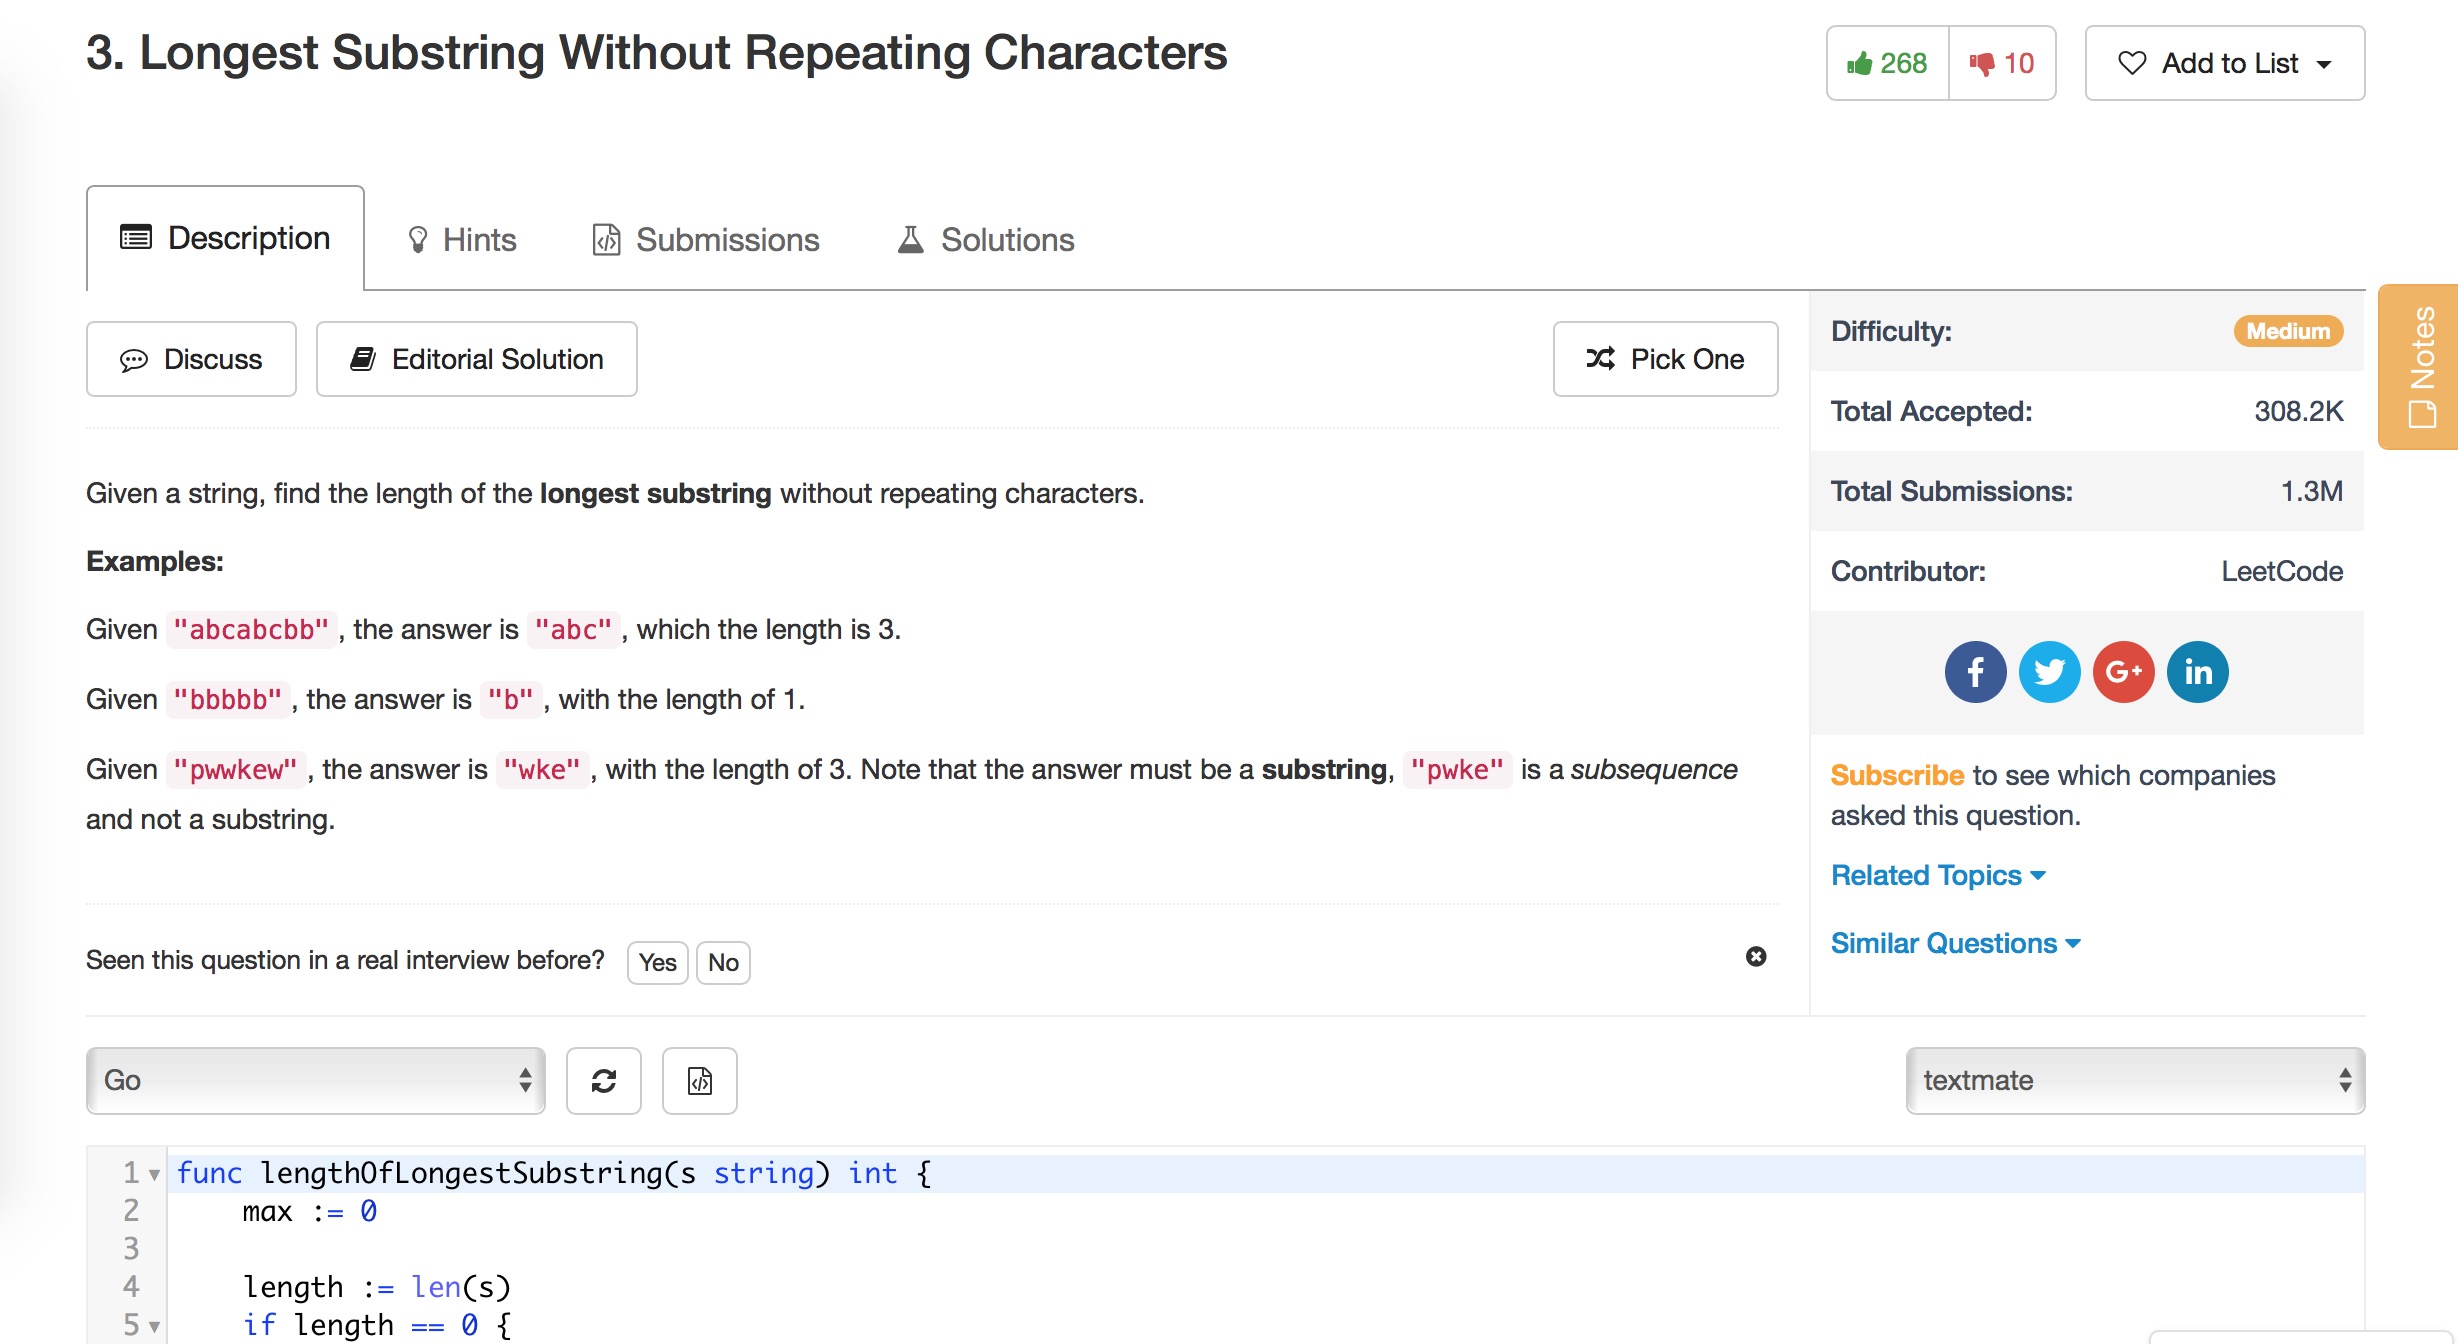 3. Longest Substring Without Repeating Characters
268
10
Add to List
Description
Hints
Submissions
Solutions
Discuss
Editorial Solution
Pick One
Given a string, find the length of the longest substring without repeating characters.
Examples:
Given "abcabcbb", the answer is "abc", which the length is 3.
Given "bbbbb", the answer is "b", with the length of 1.
Given "pwwkew", the answer is "wke", with the length of 3. Note that the answer must be a substring, "pwke" is a subsequence
and not a substring.
Seen this question in a real interview before?
Yes
No
Difficulty:
Medium
Total Accepted:
308.2K
Total Submissions:
1.3M
Contributor:
LeetCode
f
G+
in
Subscribe to see which companies
asked this question.
Related Topics
Similar Questions
Notes
Go
textmate
1 func lengthOfLongestSubstring(s string) int {
2     max := 0
3
4     length := len(s)
5     if length == 0 {